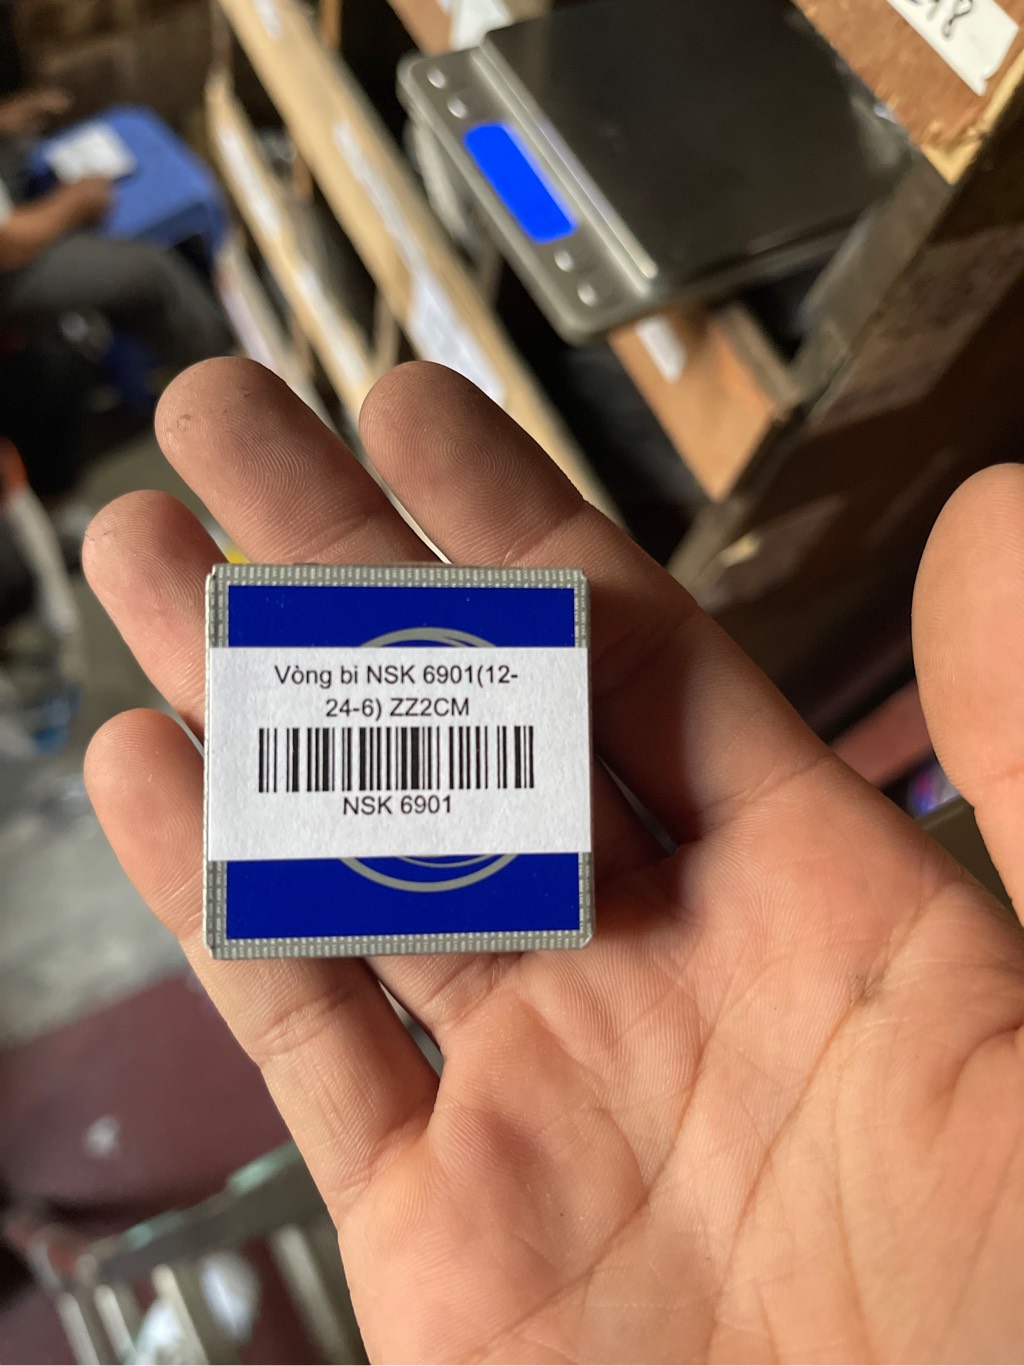 Vòng bi NSK 6901(12-
24-6) ZZ2CM
NSK 6901